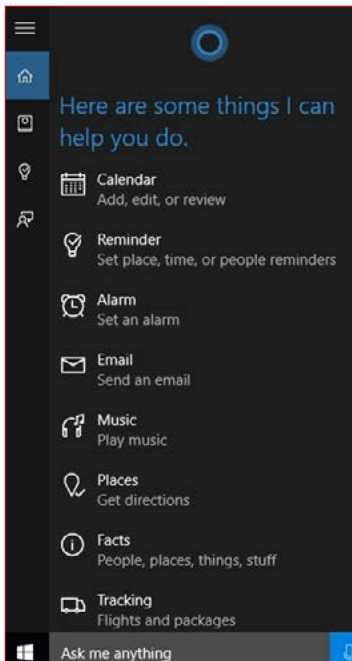 Here are some things I can
help you do.
Calendar
Add, edit, or review
Reminder
Set place, time, or people reminders
Alarm
Set an alarm
Email
Send an email
Music
Play music
Places
Get directions
Facts
People, places, things, stuff
Tracking
Flights and packages
Ask me anything